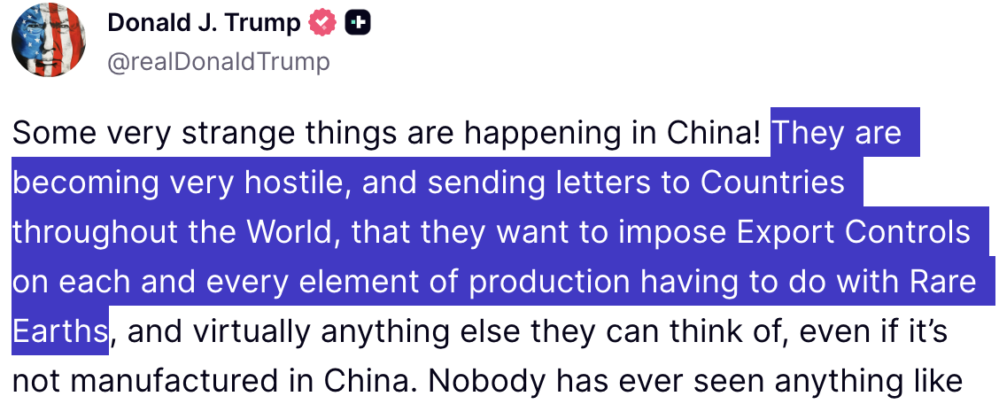 Donald J. Trump
@realDonaldTrump
Some very strange things are happening in China! They are
becoming very hostile, and sending letters to Countries
throughout the World, that they want to impose Export Controls
on each and every element of production having to do with Rare
Earths, and virtually anything else they can think of, even if it’s
not manufactured in China. Nobody has ever seen anything like